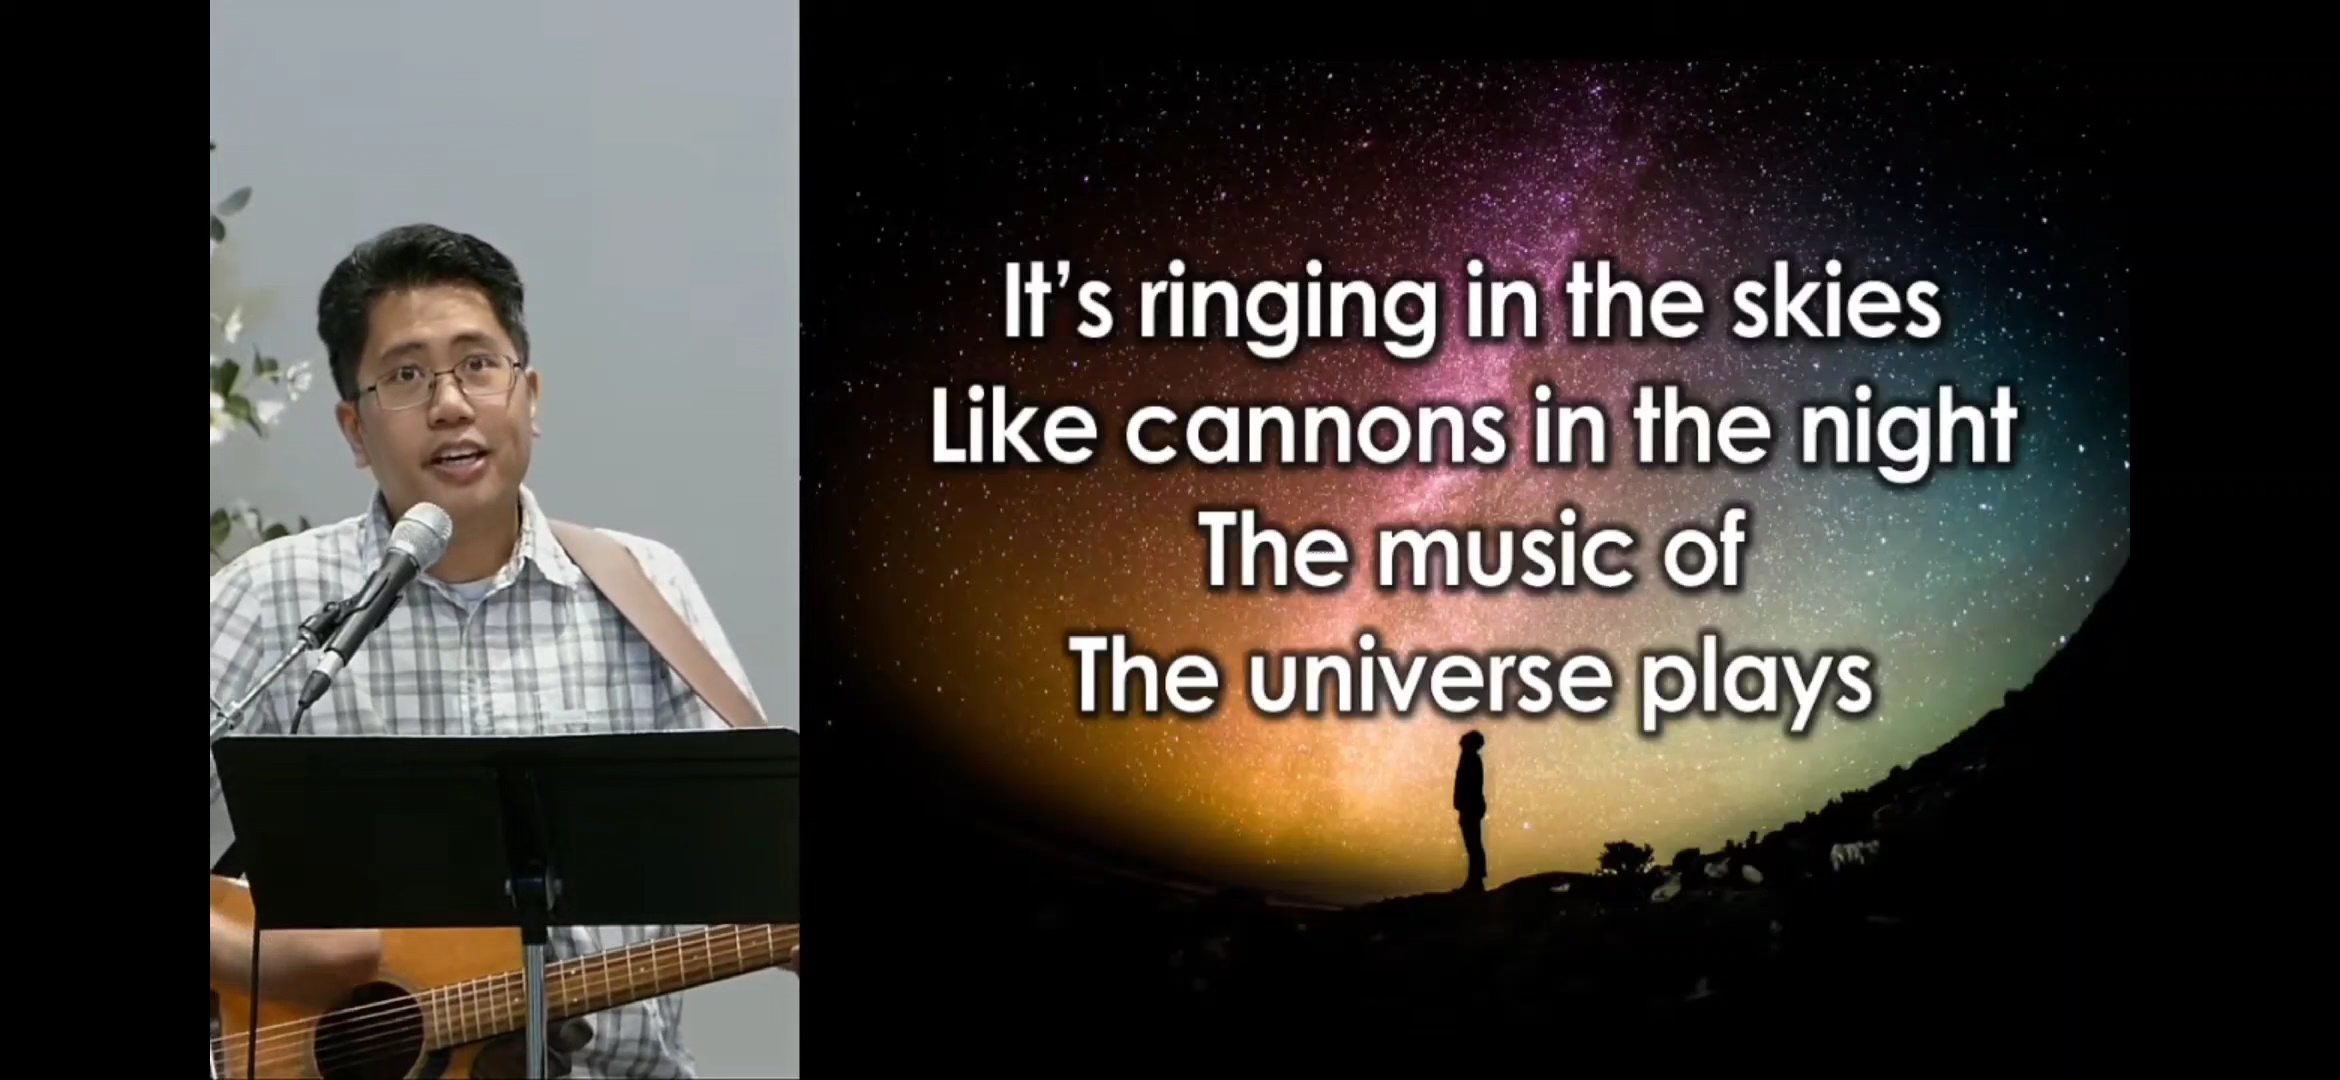 It’s ringing in the skies
Like cannons in the night
The music of
The universe plays